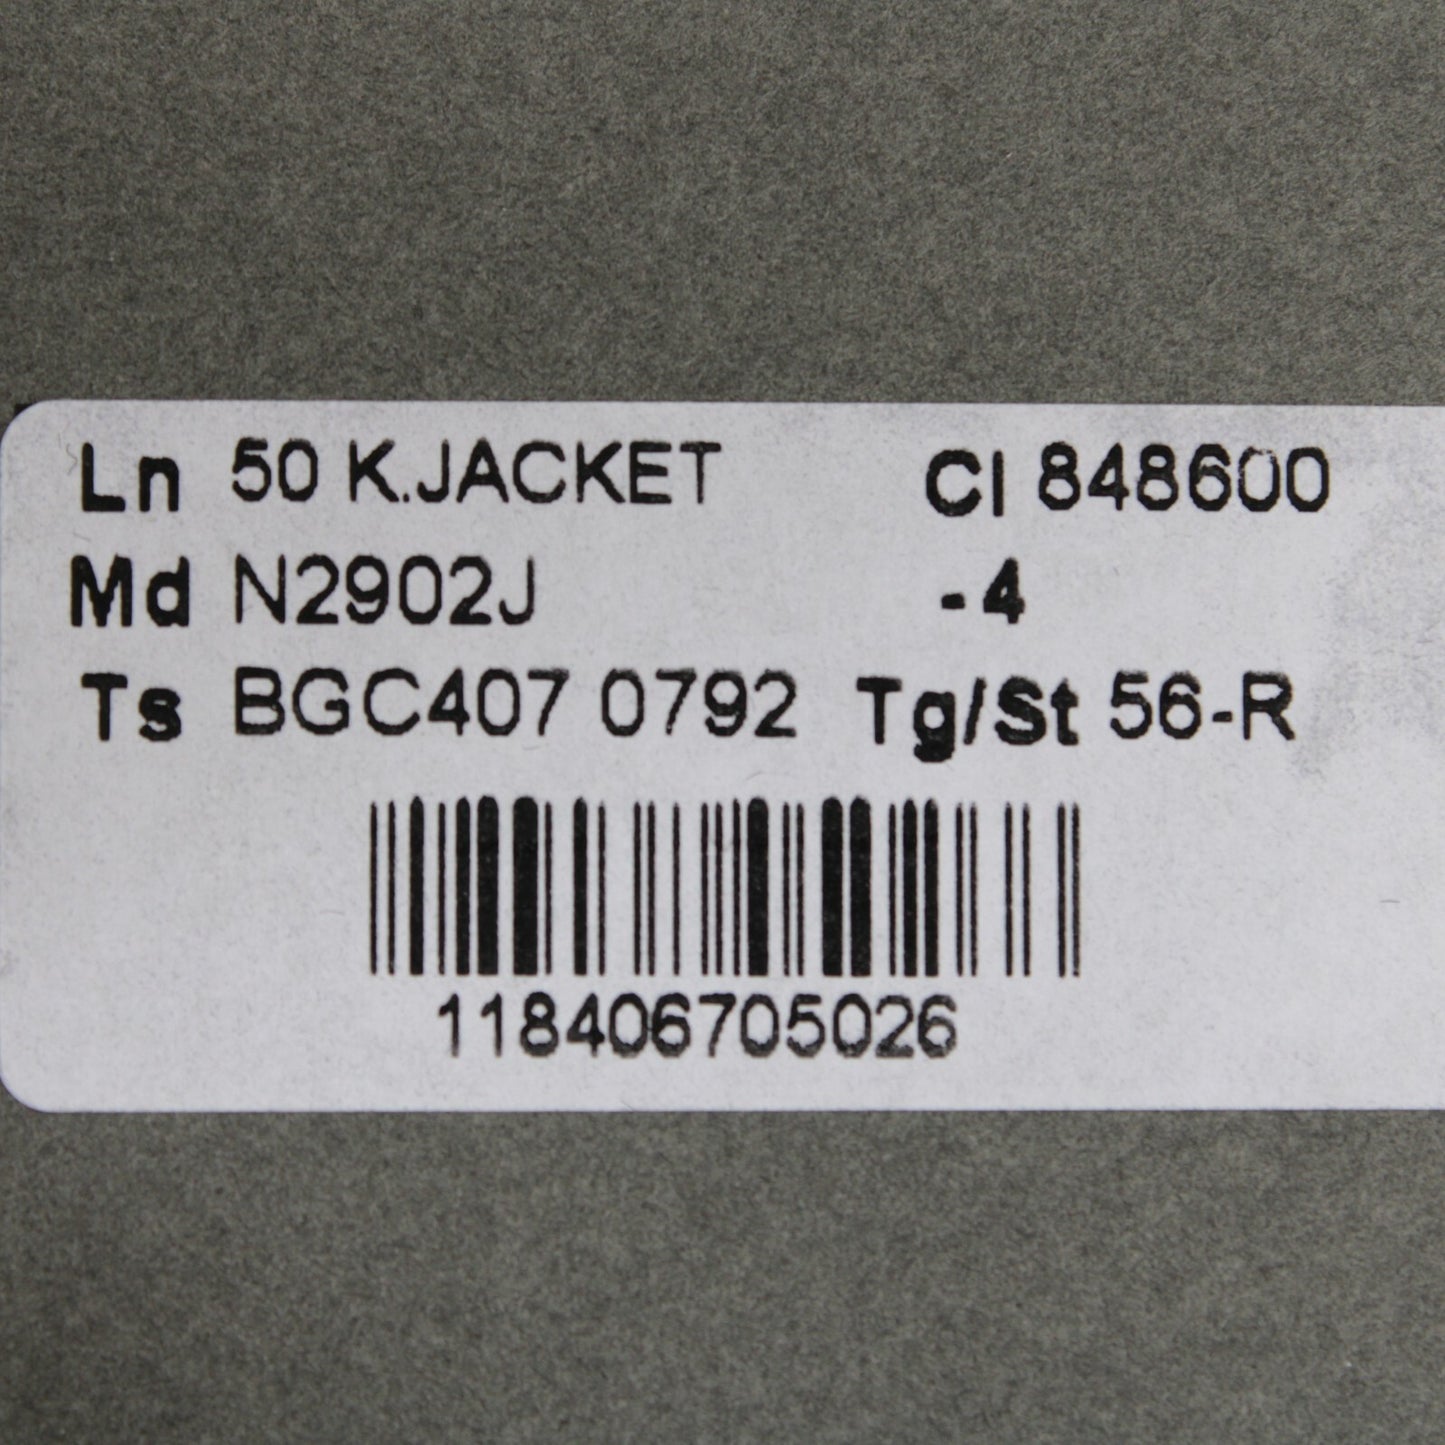 Ln 50 K.JACKET Cl 848600
Md N2902J -4
Ts BGC407 0792 Tg/St 56-R
118406705026